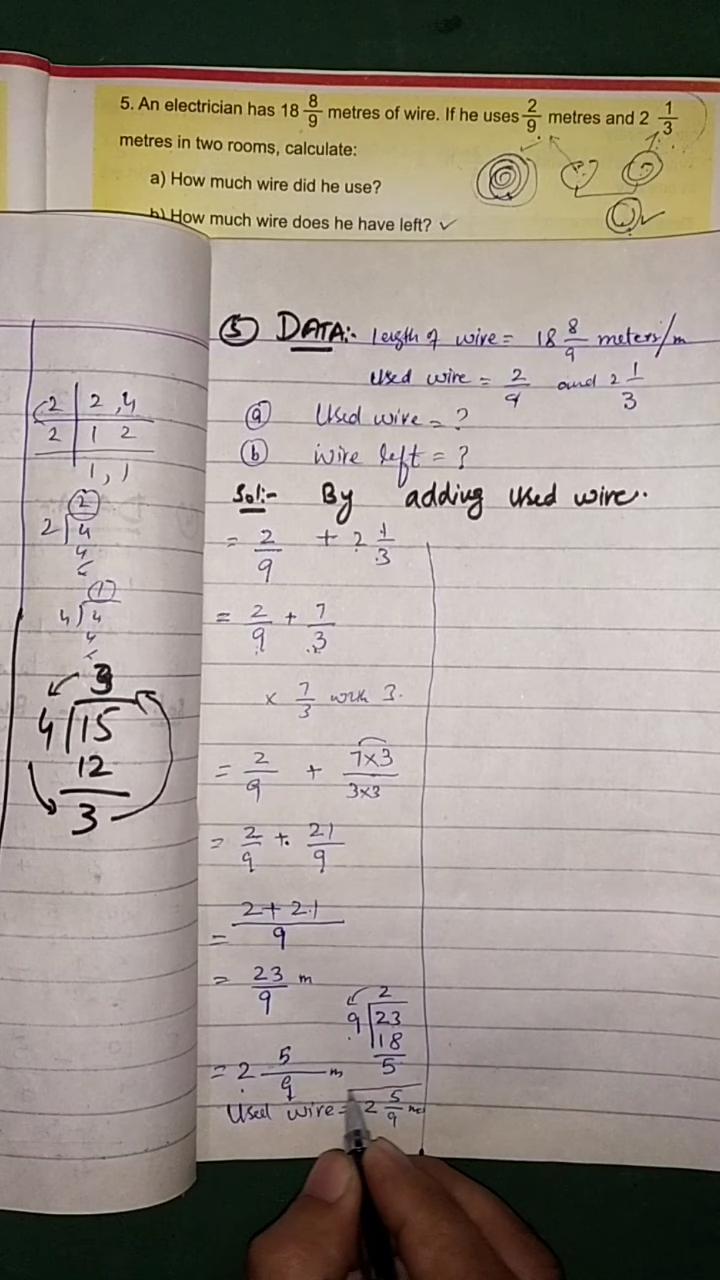 5. An electrician has 18 8/9 metres of wire. If he uses 2/9 metres and 2 1/3
metres in two rooms, calculate:
a) How much wire did he use?
b) How much wire does he have left? ✓
⑤ DATA:- Length of wire = 18 8/9 meters/m
Used wire = 2/9 and 2 1/3
ⓐ Used wire = ?
ⓑ wire left = ?
Sol:- By adding used wire.
= 2/9 + 2 1/3
= 2/9 + 7/3
× 7/3 with 3.
= 2/9 + 7×3/3×3
= 2/9 + 21/9
= 2+21/9
= 23/9 m
2
9 23
18
5
= 2 5/9 m
Used wire = 2 5/9 m
2 2,4
2 1 2
1,1
2
2 4
4
1
4 4
4
3
4 15
12
3